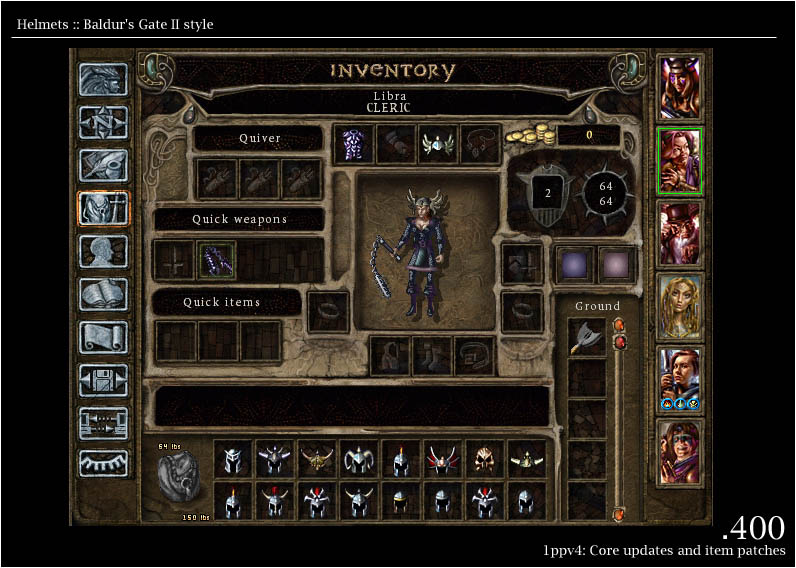 Helmets :: Baldur's Gate II style
INVENTORY
Libra
CLERIC
Quiver
0
2
64
64
Quick weapons
Quick items
Ground
64 lbs
150 lbs
.400
1ppv4: Core updates and item patches